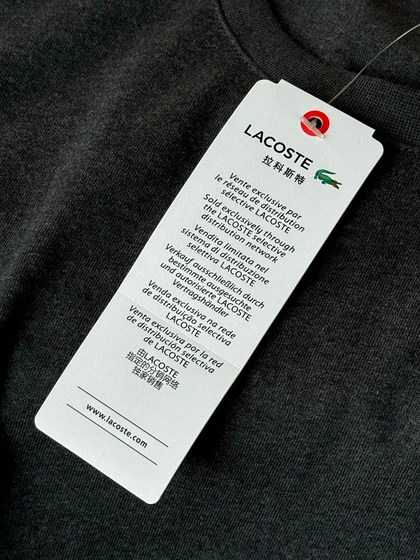 LACOSTE
拉科斯特
Vente exclusive par
le réseau de distribution
sélective LACOSTE
Sold exclusively through
the LACOSTE selective
distribution network
Vendita limitata nel
sistema di distribuzione
selettiva LACOSTE
Verkauf ausschließlich durch
bestimmte ausgesuchte
und autorisierte LACOSTE
Vertragshändler
Venda exclusiva na rede
de distribuição selectiva
LACOSTE
Venta exclusiva por la red
de distribución selectiva
de LACOSTE
由LACOSTE
指定的分销网络
独家销售
www.lacoste.com